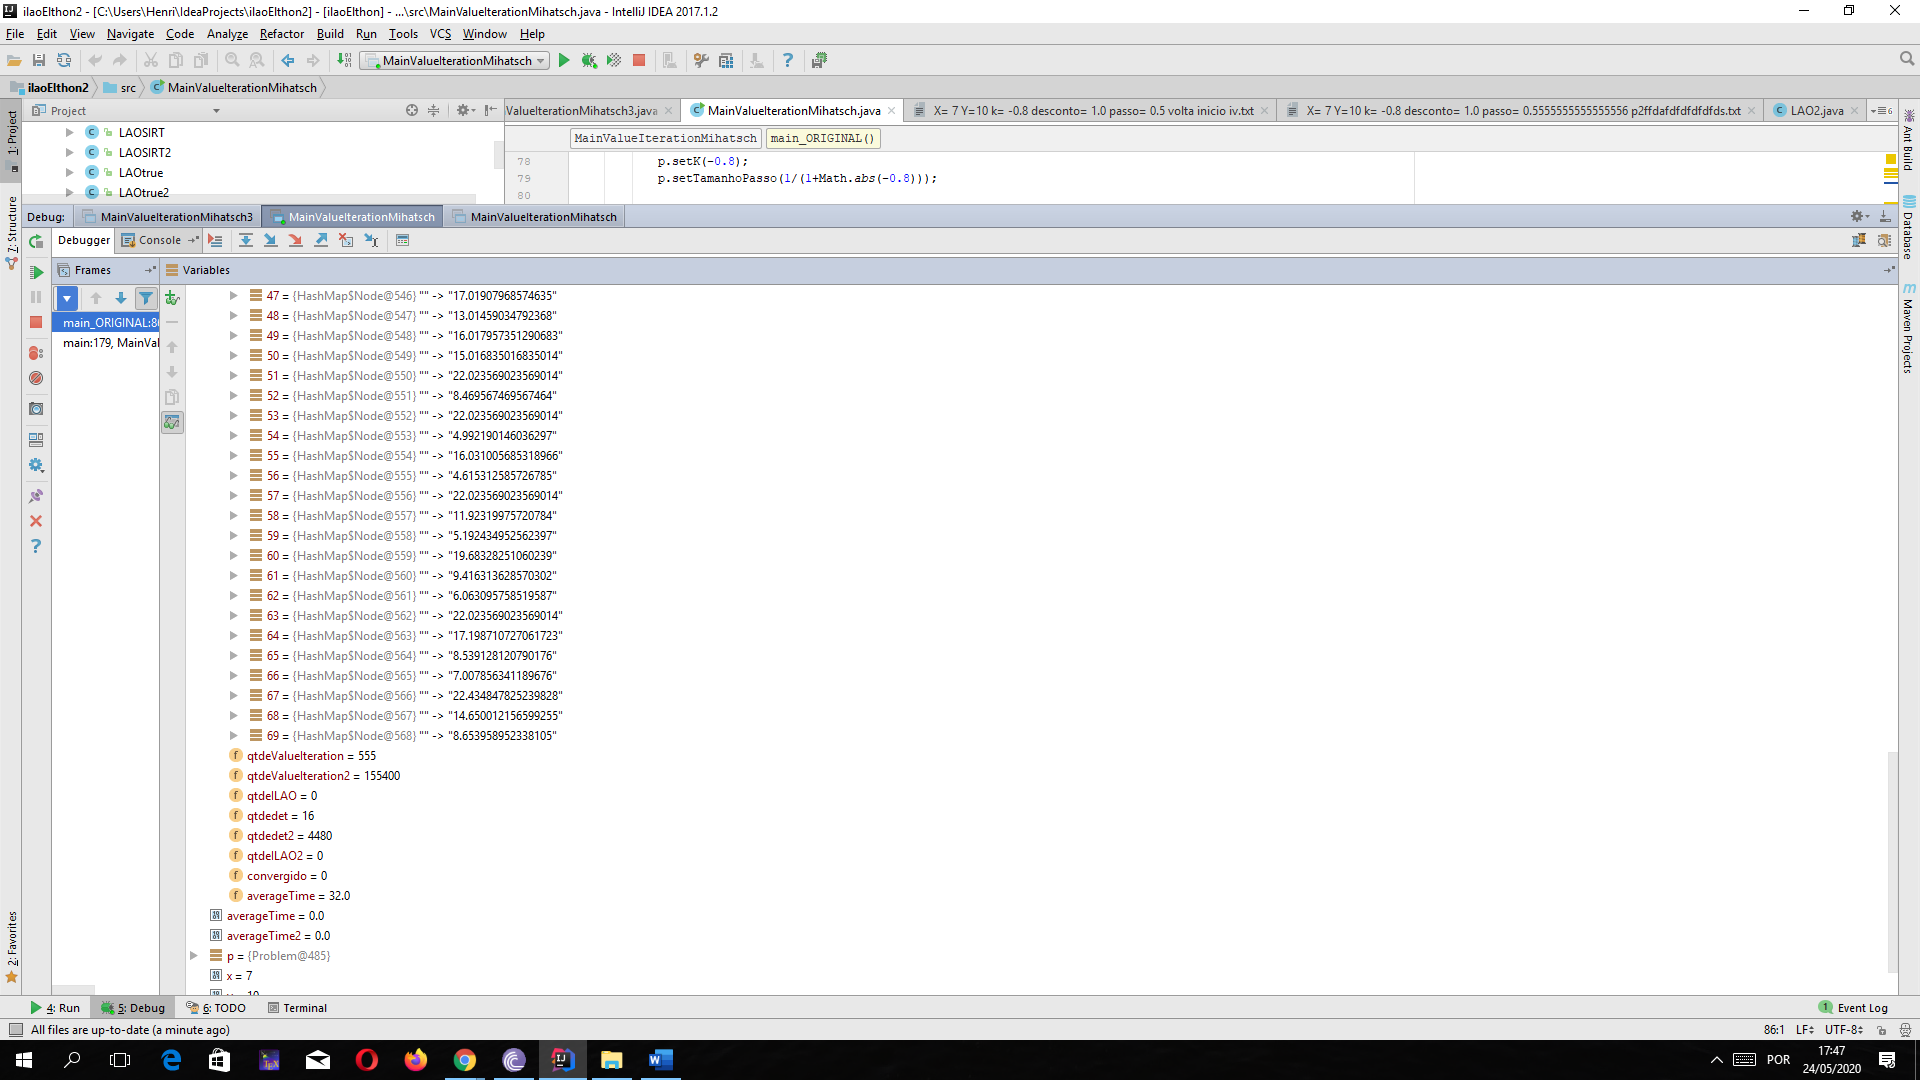 ilaoElthon2 - [C:\Users\Henri\IdeaProjects\ilaoElthon2] - [ilaoElthon] - ...\src\MainValueIterationMihatsch.java - IntelliJ IDEA 2017.1.2
File Edit View Navigate Code Analyze Refactor Build Run Tools VCS Window Help
MainValueIterationMihatsch
ilaoElthon2 src MainValueIterationMihatsch
Project
ValueIterationMihatsch3.java MainValueIterationMihatsch.java X= 7 Y=10 k= -0.8 desconto= 1.0 passo= 0.5 volta inicio iv.txt X= 7 Y=10 k= -0.8 desconto= 1.0 passo= 0.5555555555555556 p2ffdafdfdfdfdfds.txt LAO2.java
LAOSIRT
LAOSIRT2
LAOtrue
LAOtrue2
MainValueIterationMihatsch main_ORIGINAL()
78 p.setK(-0.8);
79 p.setTamanhoPasso(1/(1+Math.abs(-0.8)));
80
1: Project
7: Structure
2: Favorites
Ant Build
Database
Maven Projects
Debug: MainValueIterationMihatsch3 MainValueIterationMihatsch MainValueIterationMihatsch
Debugger Console
Frames Variables
main_ORIGINAL:8
main:179, MainVal
47 = {HashMap$Node@546} "" -> "17.01907968574635"
48 = {HashMap$Node@547} "" -> "13.01459034792368"
49 = {HashMap$Node@548} "" -> "16.017957351290683"
50 = {HashMap$Node@549} "" -> "15.016835016835014"
51 = {HashMap$Node@550} "" -> "22.023569023569014"
52 = {HashMap$Node@551} "" -> "8.469567469567464"
53 = {HashMap$Node@552} "" -> "22.023569023569014"
54 = {HashMap$Node@553} "" -> "4.992190146036297"
55 = {HashMap$Node@554} "" -> "16.031005685318966"
56 = {HashMap$Node@555} "" -> "4.615312585726785"
57 = {HashMap$Node@556} "" -> "22.023569023569014"
58 = {HashMap$Node@557} "" -> "11.92319975720784"
59 = {HashMap$Node@558} "" -> "5.192434952562397"
60 = {HashMap$Node@559} "" -> "19.68328251060239"
61 = {HashMap$Node@560} "" -> "9.416313628570302"
62 = {HashMap$Node@561} "" -> "6.063095758519587"
63 = {HashMap$Node@562} "" -> "22.023569023569014"
64 = {HashMap$Node@563} "" -> "17.198710727061723"
65 = {HashMap$Node@564} "" -> "8.539128120790176"
66 = {HashMap$Node@565} "" -> "7.007856341189676"
67 = {HashMap$Node@566} "" -> "22.434847825239828"
68 = {HashMap$Node@567} "" -> "14.650012156599255"
69 = {HashMap$Node@568} "" -> "8.653958952338105"
qtdeValueIteration = 555
qtdeValueIteration2 = 155400
qtdeILAO = 0
qtdedet = 16
qtdedet2 = 4480
qtdeILAO2 = 0
convergido = 0
averageTime = 32.0
averageTime = 0.0
averageTime2 = 0.0
p = {Problem@485}
x = 7
4: Run 5: Debug 6: TODO Terminal 1 Event Log
All files are up-to-date (a minute ago) 86:1 LF UTF-8
POR 17:47
24/05/2020